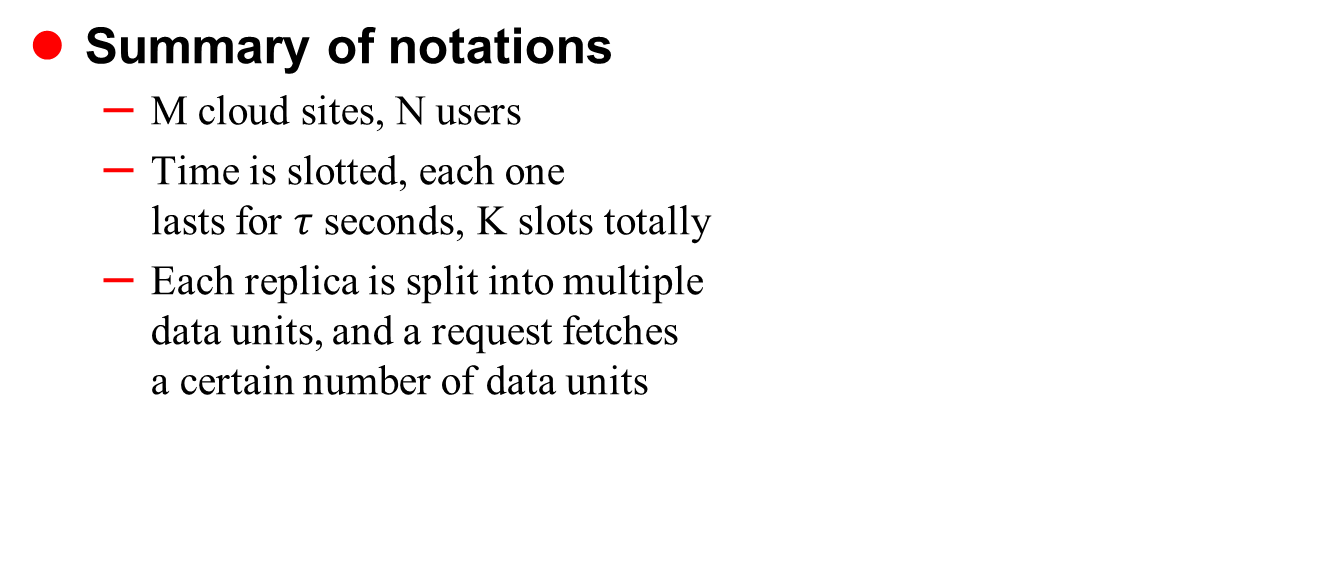 Summary of notations
M cloud sites, N users
Time is slotted, each one
lasts for τ seconds, K slots totally
Each replica is split into multiple
data units, and a request fetches
a certain number of data units